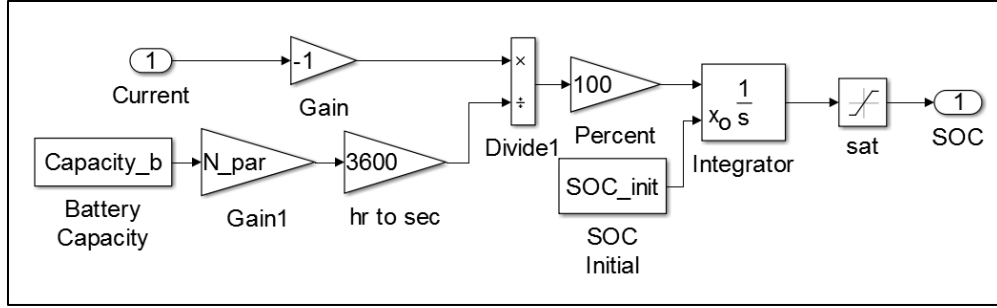 1
Current
-1
Gain
×
÷
Divide1
100
Percent
1
s
xo
Integrator
sat
1
SOC
Capacity_b
Battery
Capacity
N_par
Gain1
3600
hr to sec
SOC_init
SOC
Initial